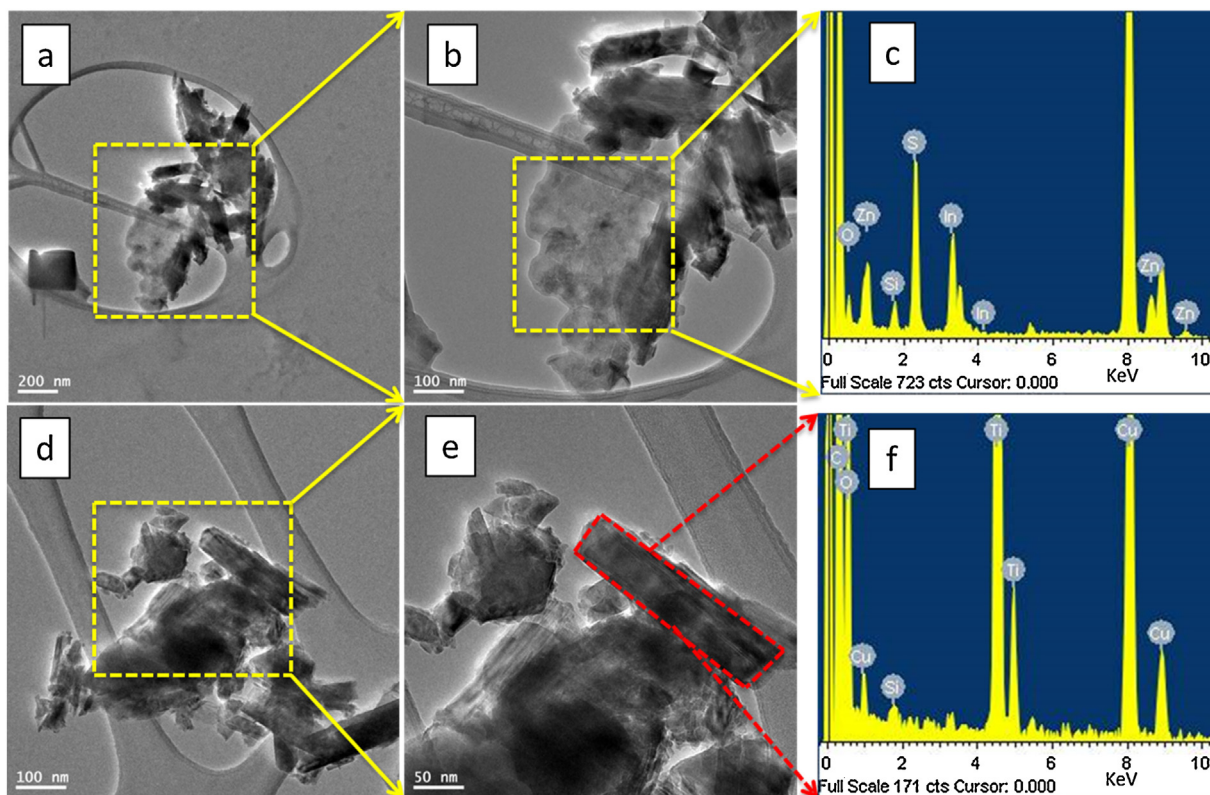 a
200 nm
b
100 nm
c
S
Zn
In
O
Si
Zn
In
Zn
0 2 4 6 8 10
KeV
Full Scale 723 cts Cursor: 0.000
d
100 nm
e
50 nm
f
Ti Ti Cu
C
O
Ti
Cu
Cu
Si
0 2 4 6 8 10
KeV
Full Scale 171 cts Cursor: 0.000